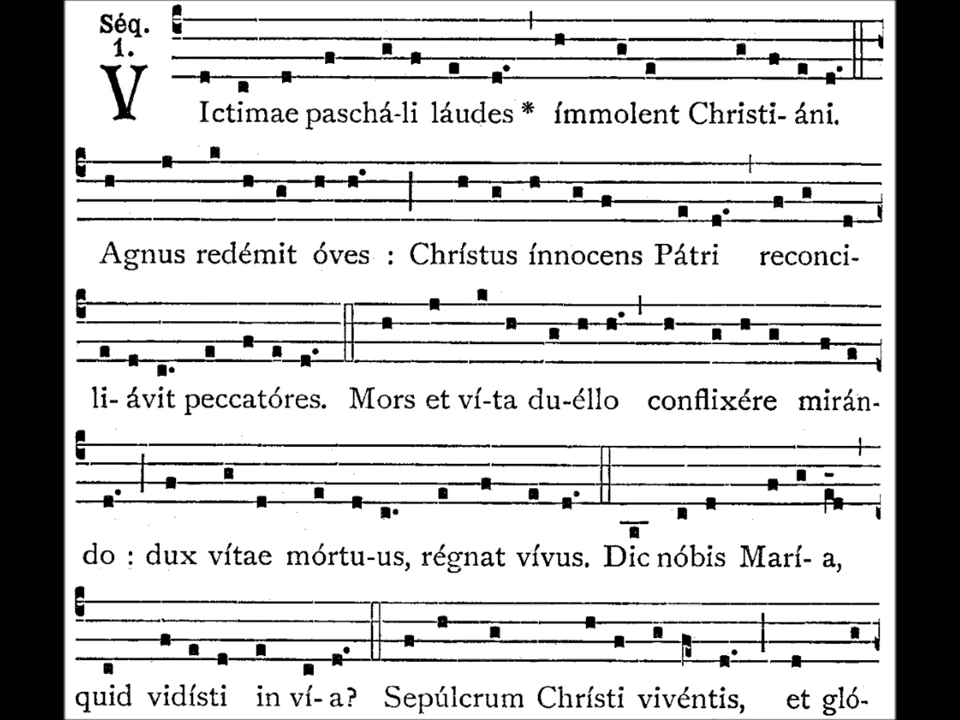 Séq.
1.
VIctimae paschá-li láudes * ímmolent Christi- áni.
Agnus redémit óves : Chrístus ínnocens Pátri reconci-
li- ávit peccatóres. Mors et ví-ta du-éllo conflixére mirán-
do : dux vítae mórtu-us, régnat vívus. Dic nóbis Marí- a,
quid vidísti in ví- a? Sepúlcrum Chrísti vivéntis, et gló-